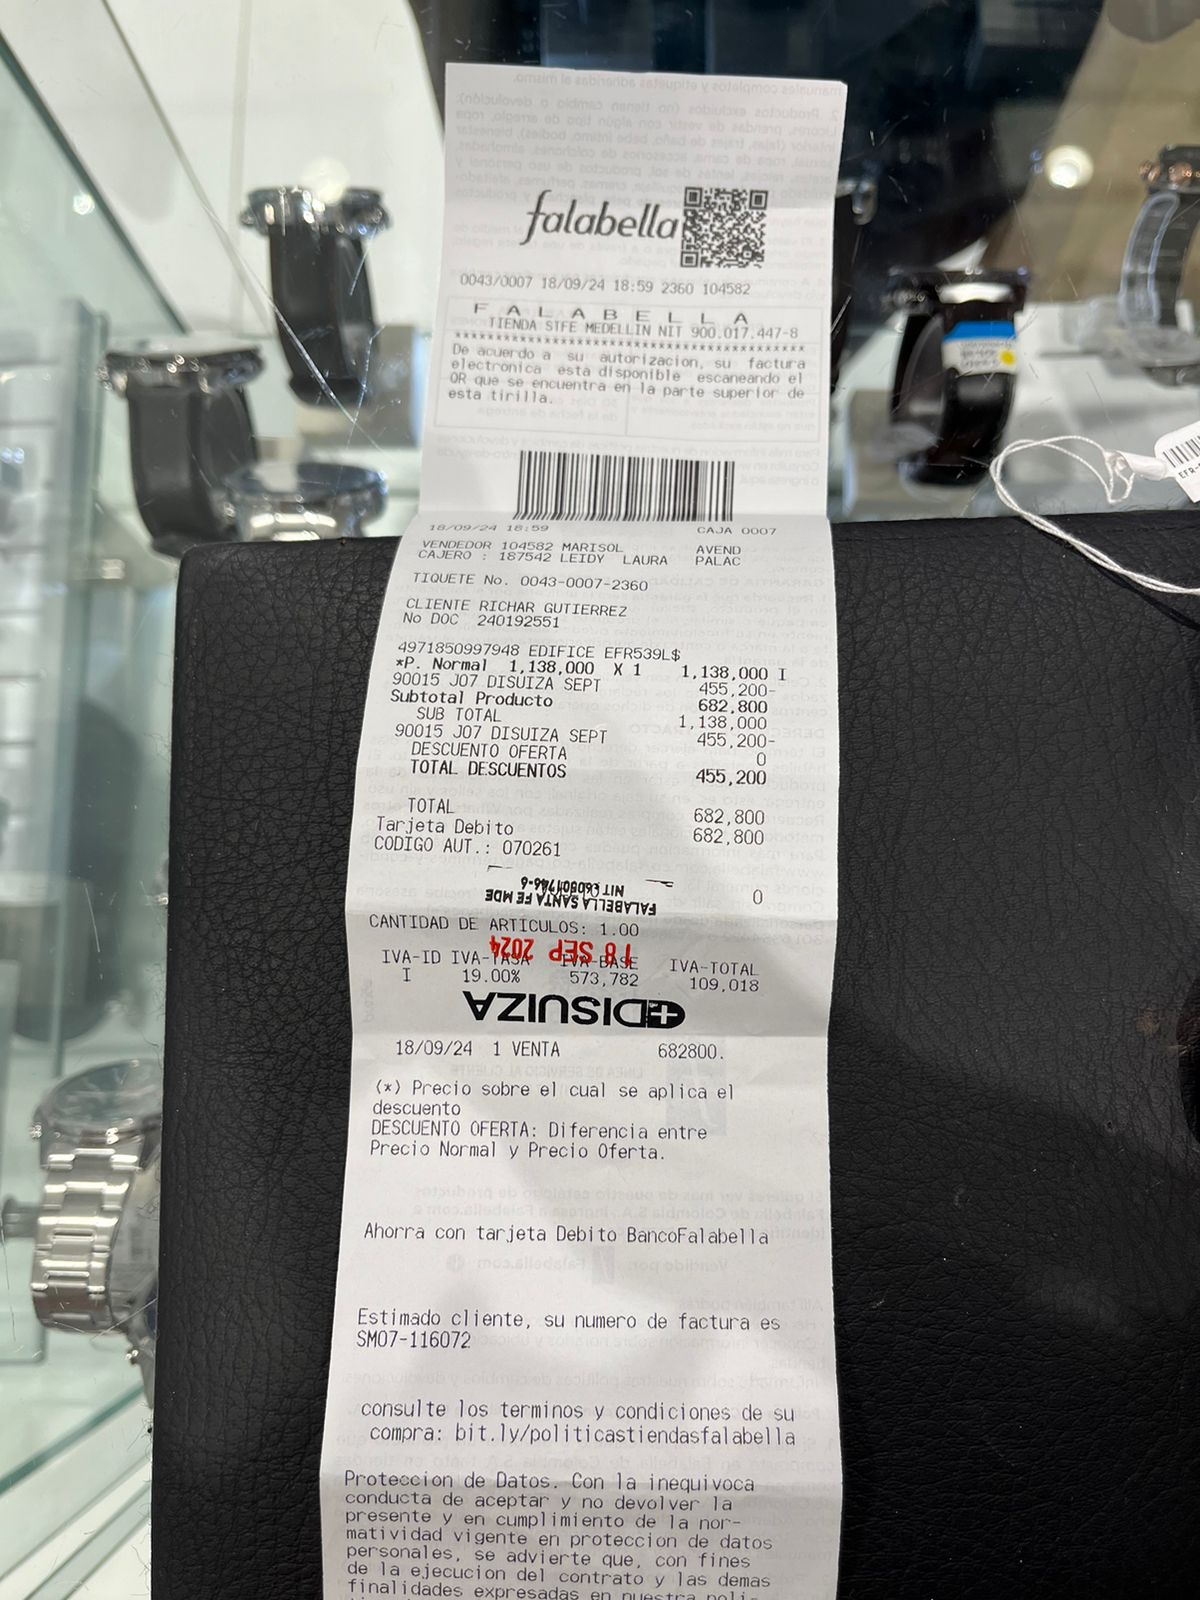 falabella
0043/0007 18/09/24 18:59 2360 104582
F A L A B E L L A
TIENDA STFE MEDELLIN NIT 900.017.447-8
****************************************
De acuerdo a su autorizacion, su factura
electronica esta disponible escaneando el
QR que se encuentra en la parte superior de
esta tirilla.
18/09/24 18:59 CAJA 0007
VENDEDOR 104582 MARISOL AVEND
CAJERO : 187542 LEIDY LAURA PALAC
TIQUETE No. 0043-0007-2360
CLIENTE RICHAR GUTIERREZ
No DOC 240192551
4971850997948 EDIFICE EFR539L$
*P. Normal 1,138,000 X 1 1,138,000 I
90015 J07 DISUIZA SEPT 455,200-
Subtotal Producto 682,800
SUB TOTAL 1,138,000
90015 J07 DISUIZA SEPT 455,200-
DESCUENTO OFERTA 0
TOTAL DESCUENTOS 455,200
TOTAL 682,800
Tarjeta Debito 682,800
CODIGO AUT.: 070261
0
FALABELLA SANTA FE MDE
CANTIDAD DE ARTICULOS: 1.00
18 SEP 2024
IVA-ID IVA-TASA IVA-BASE IVA-TOTAL
I 19.00% 573,782 109,018
DISUIZA
18/09/24 1 VENTA 682800.
(*) Precio sobre el cual se aplica el
descuento
DESCUENTO OFERTA: Diferencia entre
Precio Normal y Precio Oferta.
Ahorra con tarjeta Debito BancoFalabella
Estimado cliente, su numero de factura es
SM07-116072
consulte los terminos y condiciones de su
compra: bit.ly/politicastiendasfalabella
Proteccion de Datos. Con la inequivoca
conducta de aceptar y no devolver la
presente y en cumplimiento de la nor-
matividad vigente en proteccion de datos
personales, se advierte que, con fines
de la ejecucion del contrato y las demas
finalidades expresadas en nuestra poli-